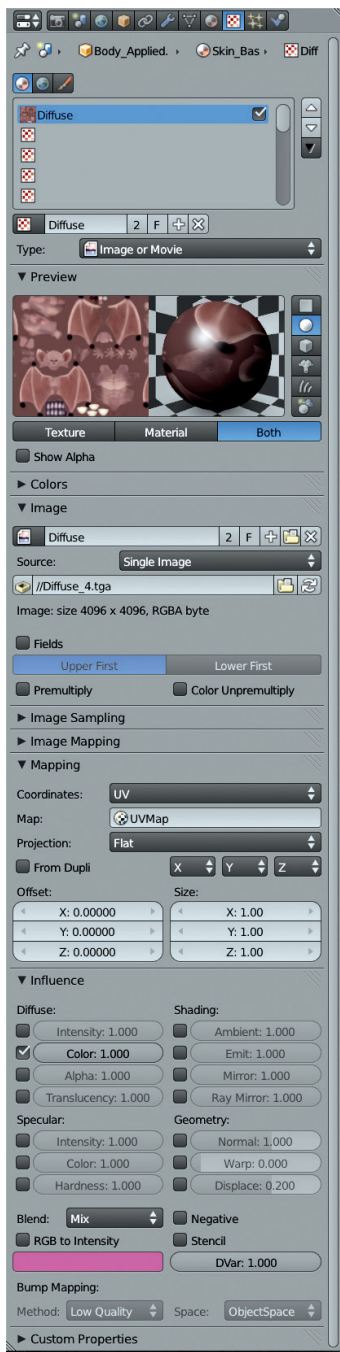 Body_Applied. Skin_Bas Diff
Diffuse
Diffuse 2 F
Type: Image or Movie
Preview
Texture Material Both
Show Alpha
Colors
Image
Diffuse 2 F
Source: Single Image
//Diffuse_4.tga
Image: size 4096 x 4096, RGBA byte
Fields
Upper First Lower First
Premultiply Color Unpremultiply
Image Sampling
Image Mapping
Mapping
Coordinates: UV
Map: UVMap
Projection: Flat
From Dupli X Y Z
Offset: Size:
X: 0.00000 X: 1.00
Y: 0.00000 Y: 1.00
Z: 0.00000 Z: 1.00
Influence
Diffuse: Shading:
Intensity: 1.000 Ambient: 1.000
Color: 1.000 Emit: 1.000
Alpha: 1.000 Mirror: 1.000
Translucency: 1.000 Ray Mirror: 1.000
Specular: Geometry:
Intensity: 1.000 Normal: 1.000
Color: 1.000 Warp: 0.000
Hardness: 1.000 Displace: 0.200
Blend: Mix Negative
RGB to Intensity Stencil
DVar: 1.000
Bump Mapping:
Method: Low Quality Space: ObjectSpace
Custom Properties